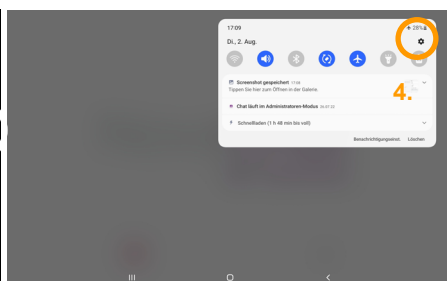 17:09 28%
Di., 2. Aug.
Screenshot gespeichert 17:09
Tippen Sie hier zum Öffnen in der Galerie.
4.
Chat läuft im Administratoren-Modus
Schnellladen (1 h 48 min bis voll)
Benachrichtigungseinst. Löschen